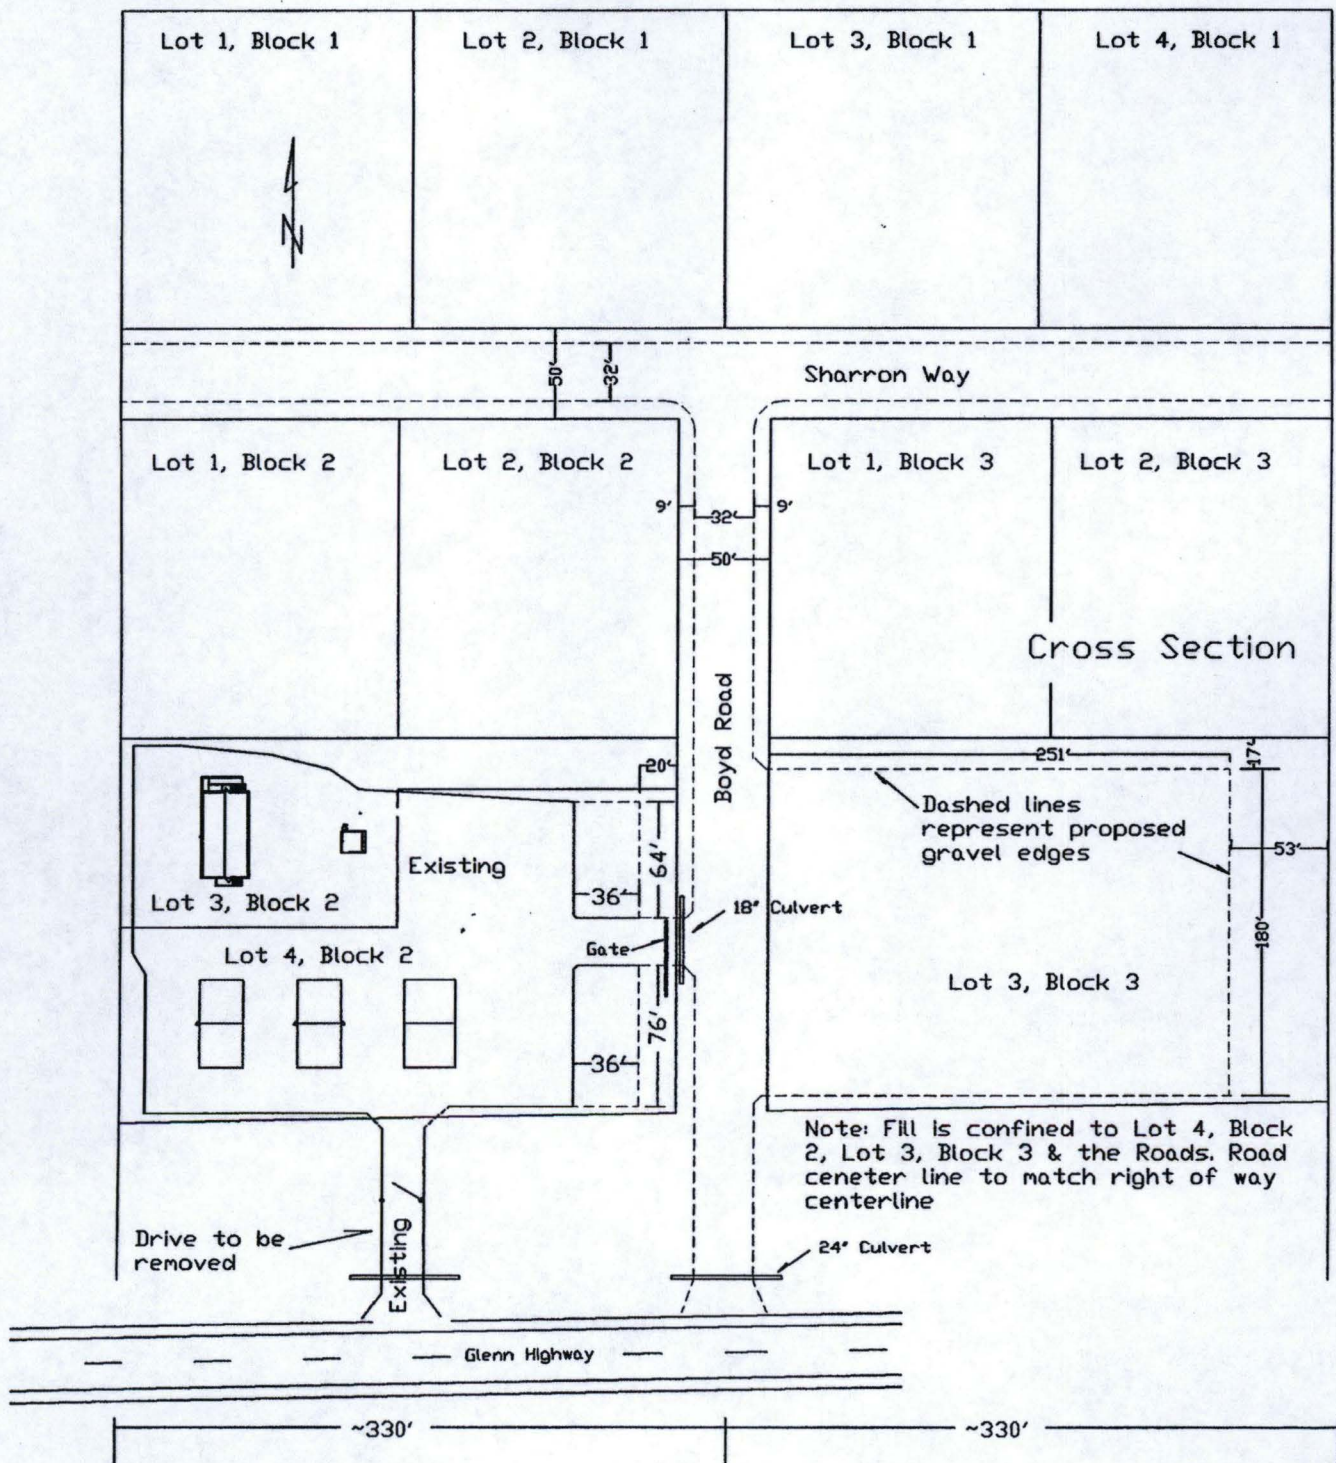 Lot 1, Block 1
Lot 2, Block 1
Lot 3, Block 1
Lot 4, Block 1
N
50'
32'
Sharron Way
Lot 1, Block 2
Lot 2, Block 2
Lot 1, Block 3
Lot 2, Block 3
9'
32'
9'
50'
Cross Section
Boyd Road
251'
17'
20'
Dashed lines
represent proposed
gravel edges
53'
64'
Existing
36'
Lot 3, Block 2
18" Culvert
Gate
180'
Lot 4, Block 2
Lot 3, Block 3
76'
36'
Note: Fill is confined to Lot 4, Block
2, Lot 3, Block 3 & the Roads. Road
ceneter line to match right of way
centerline
Drive to be
removed
Existing
24" Culvert
Glenn Highway
~330'
~330'